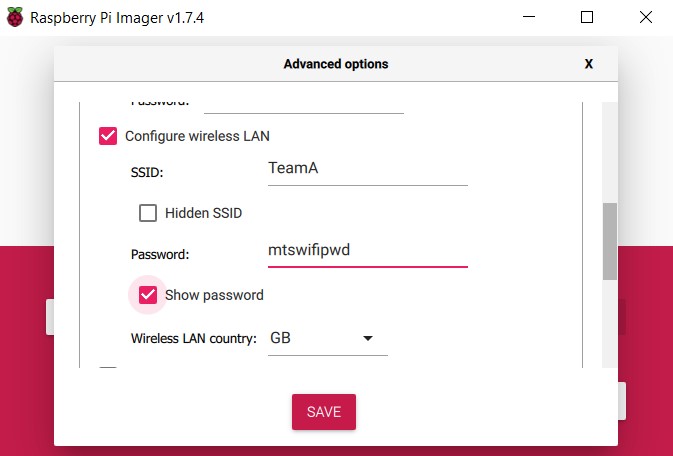 Raspberry Pi Imager v1.7.4
Advanced options X
Password:
Configure wireless LAN
SSID: TeamA
Hidden SSID
Password: mtswifipwd
Show password
Wireless LAN country: GB
SAVE